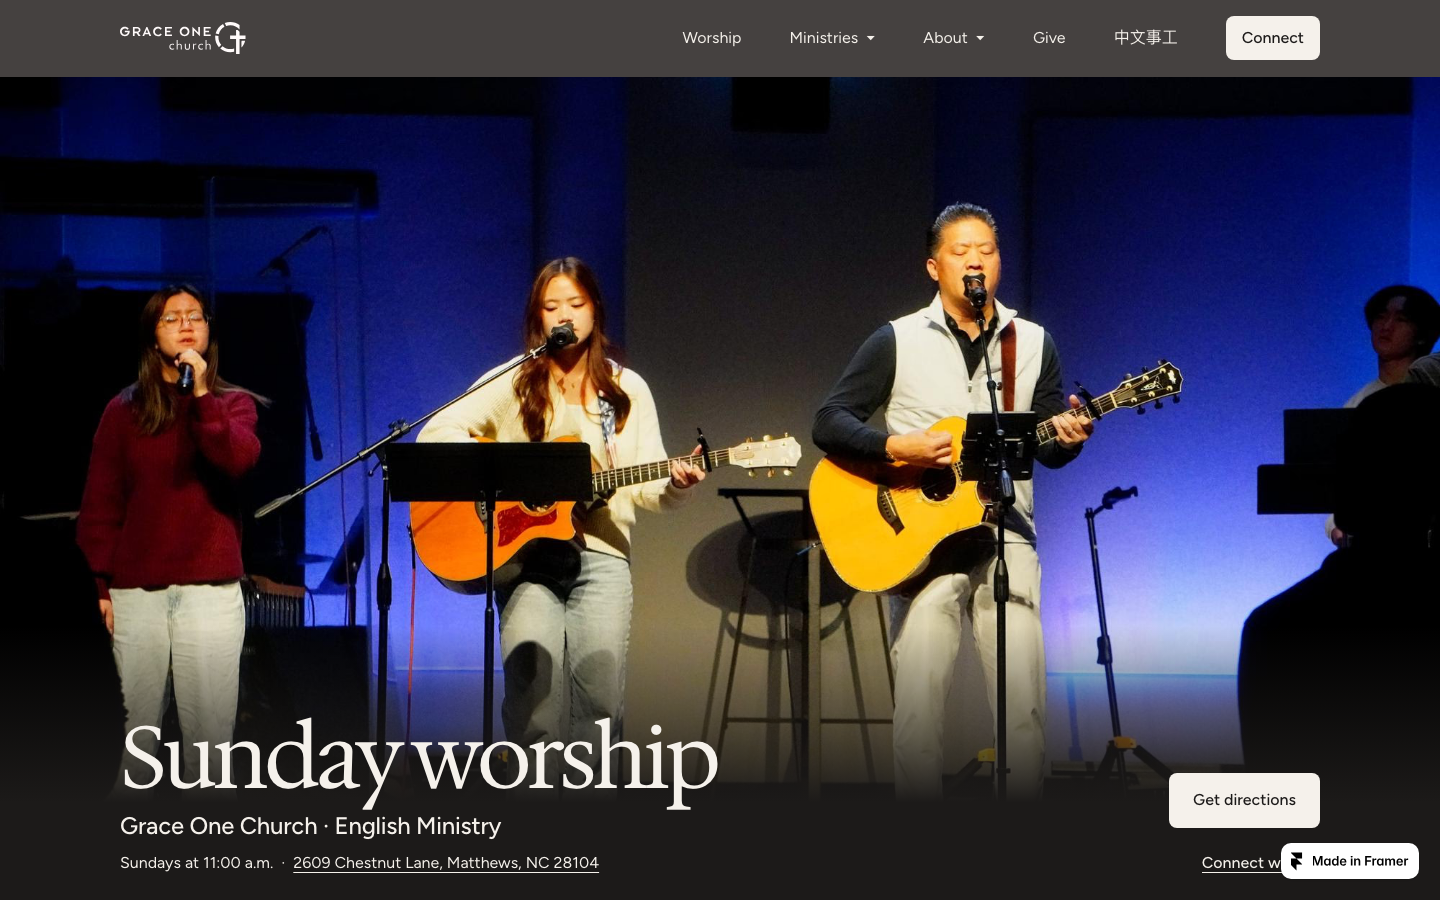 GRACE ONE
church
Worship
Ministries
About
Give
中文事工
Connect
Sunday worship
Grace One Church · English Ministry
Sundays at 11:00 a.m. · 2609 Chestnut Lane, Matthews, NC 28104
Get directions
Connect
Made in Framer